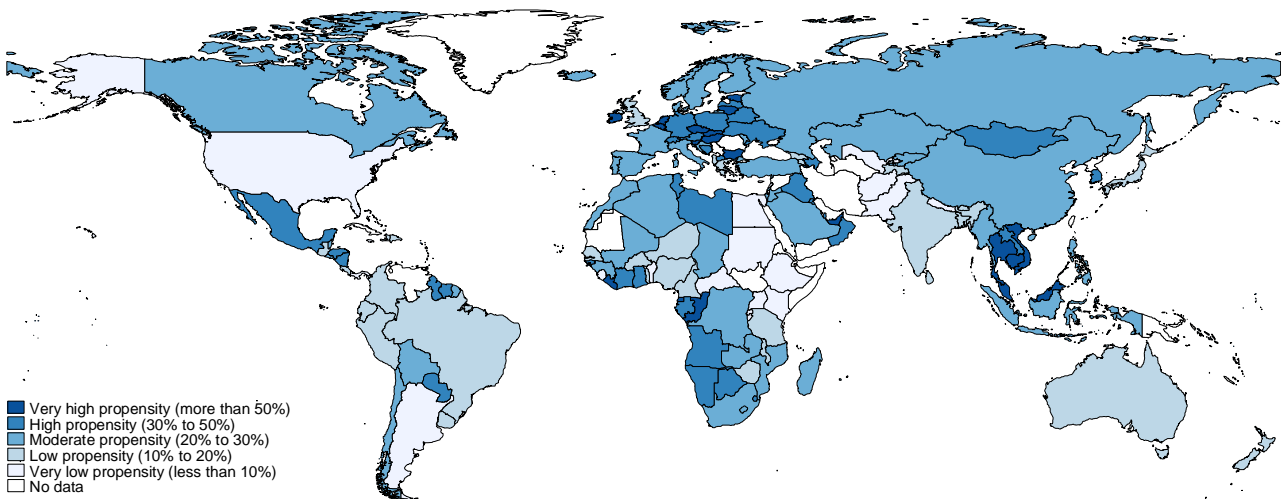 Very high propensity (more than 50%)
High propensity (30% to 50%)
Moderate propensity (20% to 30%)
Low propensity (10% to 20%)
Very low propensity (less than 10%)
No data